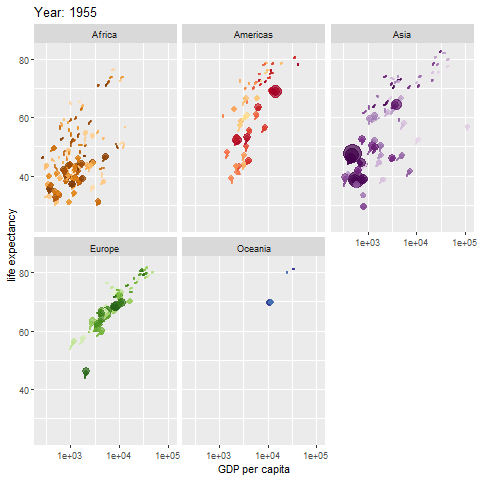 Year: 1955
Africa
Americas
Asia
80
60
40
1e+03 1e+04 1e+05
life expectancy
Europe
Oceania
80
60
40
1e+03 1e+04 1e+05 1e+03 1e+04 1e+05
GDP per capita